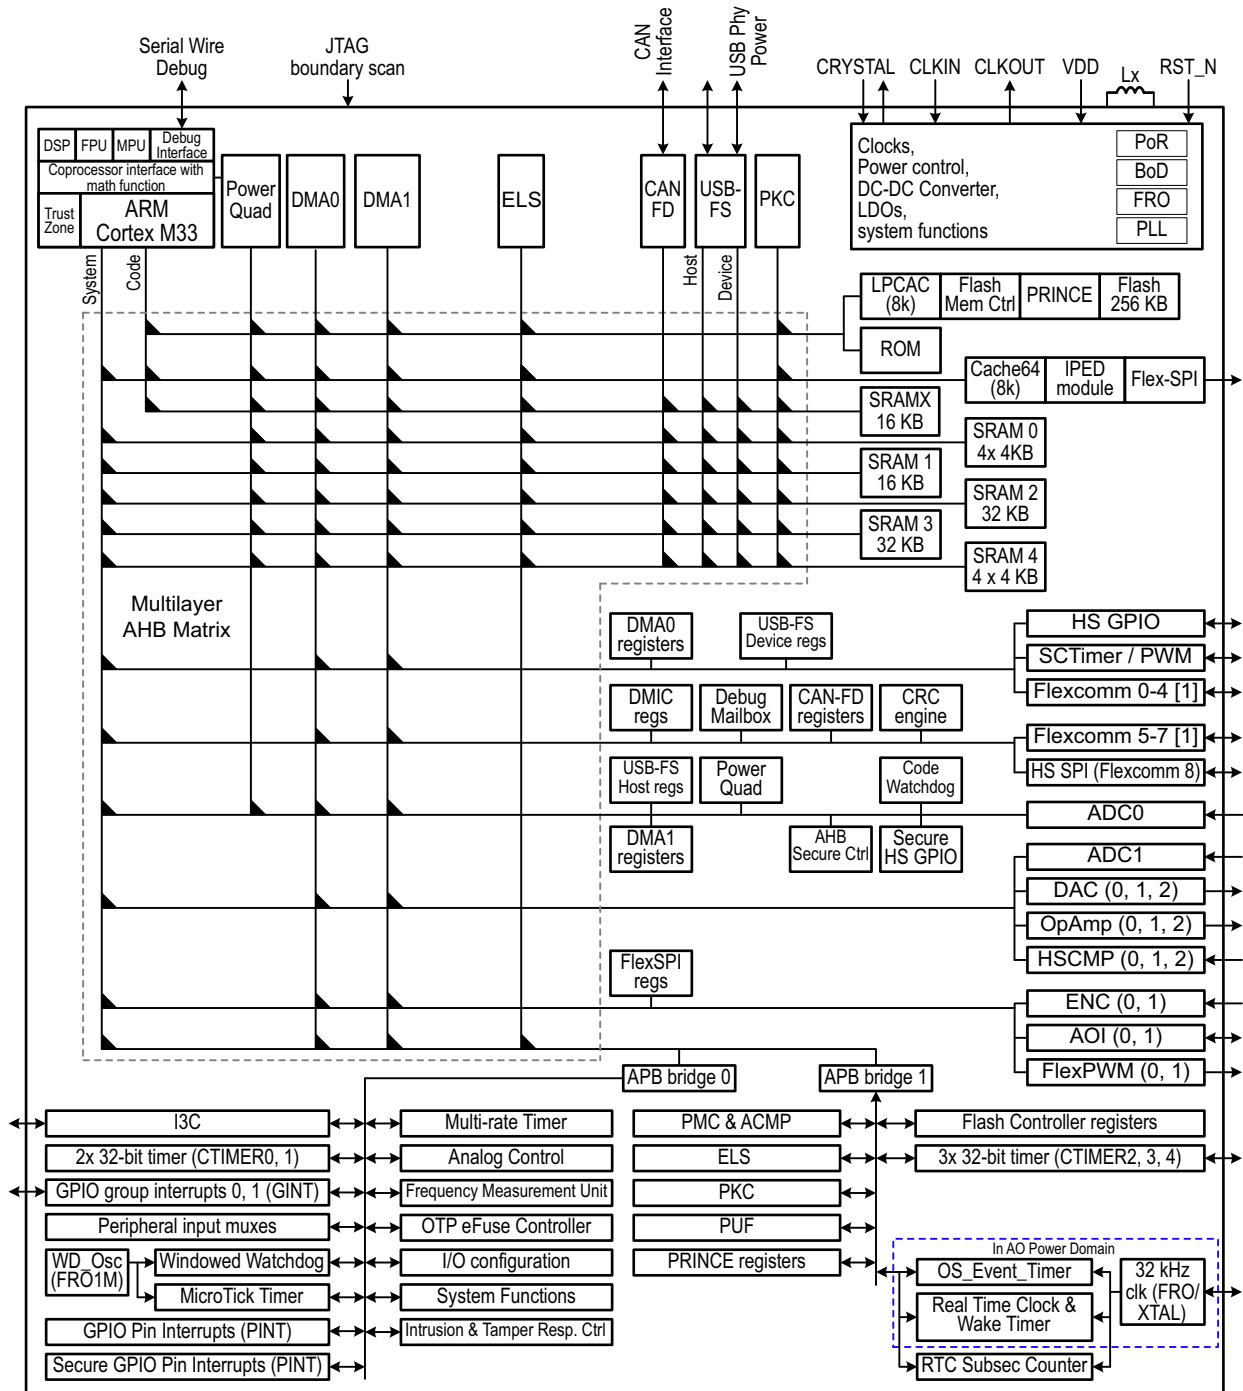 Serial Wire
Debug
JTAG
boundary scan
CAN
Interface
USB Phy
Power
CRYSTAL
CLKIN
CLKOUT
VDD
Lx
RST_N
DSP
FPU
MPU
Debug
Interface
Coprocessor interface with
math function
Trust
Zone
ARM
Cortex M33
Power
Quad
DMA0
DMA1
ELS
CAN
FD
USB-
FS
PKC
Clocks,
Power control,
DC-DC Converter,
LDOs,
system functions
PoR
BoD
FRO
PLL
System
Code
Host
Device
LPCAC
(8k)
Flash
Mem Ctrl
PRINCE
Flash
256 KB
ROM
Cache64
(8k)
IPED
module
Flex-SPI
SRAMX
16 KB
SRAM 0
4x 4KB
SRAM 1
16 KB
SRAM 2
32 KB
SRAM 3
32 KB
SRAM 4
4 x 4 KB
Multilayer
AHB Matrix
DMA0
registers
USB-FS
Device regs
HS GPIO
SCTimer / PWM
Flexcomm 0-4 [1]
DMIC
regs
Debug
Mailbox
CAN-FD
registers
CRC
engine
Flexcomm 5-7 [1]
HS SPI (Flexcomm 8)
USB-FS
Host regs
Power
Quad
Code
Watchdog
ADC0
DMA1
registers
AHB
Secure Ctrl
Secure
HS GPIO
ADC1
DAC (0, 1, 2)
OpAmp (0, 1, 2)
HSCMP (0, 1, 2)
FlexSPI
regs
ENC (0, 1)
AOI (0, 1)
FlexPWM (0, 1)
APB bridge 0
APB bridge 1
I3C
Multi-rate Timer
PMC & ACMP
Flash Controller registers
2x 32-bit timer (CTIMER0, 1)
Analog Control
ELS
3x 32-bit timer (CTIMER2, 3, 4)
GPIO group interrupts 0, 1 (GINT)
Frequency Measurement Unit
PKC
Peripheral input muxes
OTP eFuse Controller
PUF
WD_Osc
(FRO1M)
Windowed Watchdog
I/O configuration
PRINCE registers
MicroTick Timer
System Functions
GPIO Pin Interrupts (PINT)
Intrusion & Tamper Resp. Ctrl
Secure GPIO Pin Interrupts (PINT)
In AO Power Domain
OS_Event_Timer
32 kHz
clk (FRO/
XTAL)
Real Time Clock &
Wake Timer
RTC Subsec Counter